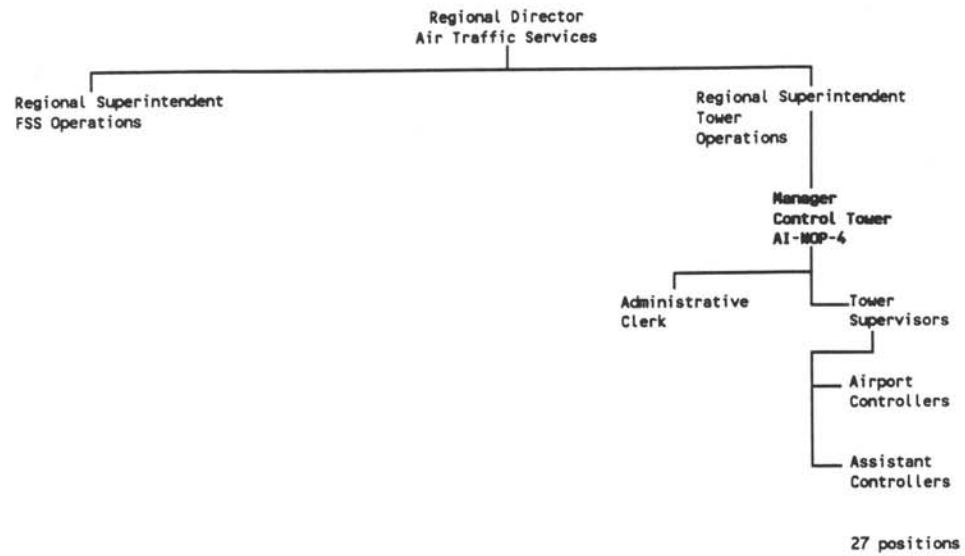 Regional Director
Air Traffic Services
Regional Superintendent
FSS Operations
Regional Superintendent
Tower
Operations
Manager
Control Tower
AI-NOP-4
Administrative
Clerk
Tower
Supervisors
Airport
Controllers
Assistant
Controllers
27 positions